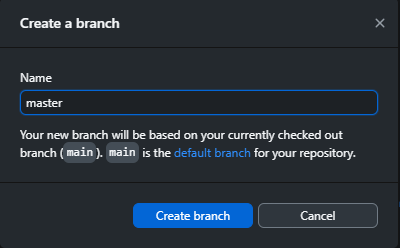 Create a branch
Name
master
Your new branch will be based on your currently checked out
branch (main). main is the default branch for your repository.
Create branch
Cancel